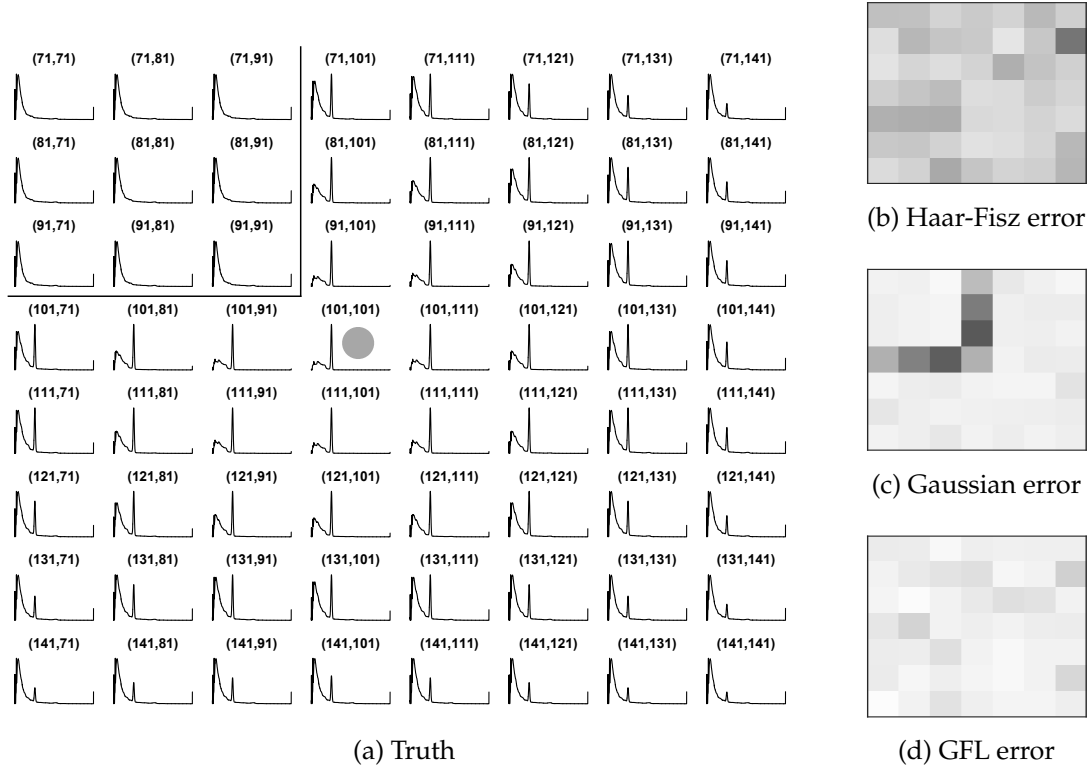 (71,71) (71,81) (71,91) (71,101) (71,111) (71,121) (71,131) (71,141)
(81,71) (81,81) (81,91) (81,101) (81,111) (81,121) (81,131) (81,141)
(91,71) (91,81) (91,91) (91,101) (91,111) (91,121) (91,131) (91,141)
(101,71) (101,81) (101,91) (101,101) (101,111) (101,121) (101,131) (101,141)
(111,71) (111,81) (111,91) (111,101) (111,111) (111,121) (111,131) (111,141)
(121,71) (121,81) (121,91) (121,101) (121,111) (121,121) (121,131) (121,141)
(131,71) (131,81) (131,91) (131,101) (131,111) (131,121) (131,131) (131,141)
(141,71) (141,81) (141,91) (141,101) (141,111) (141,121) (141,131) (141,141)
(a) Truth
(b) Haar-Fisz error
(c) Gaussian error
(d) GFL error